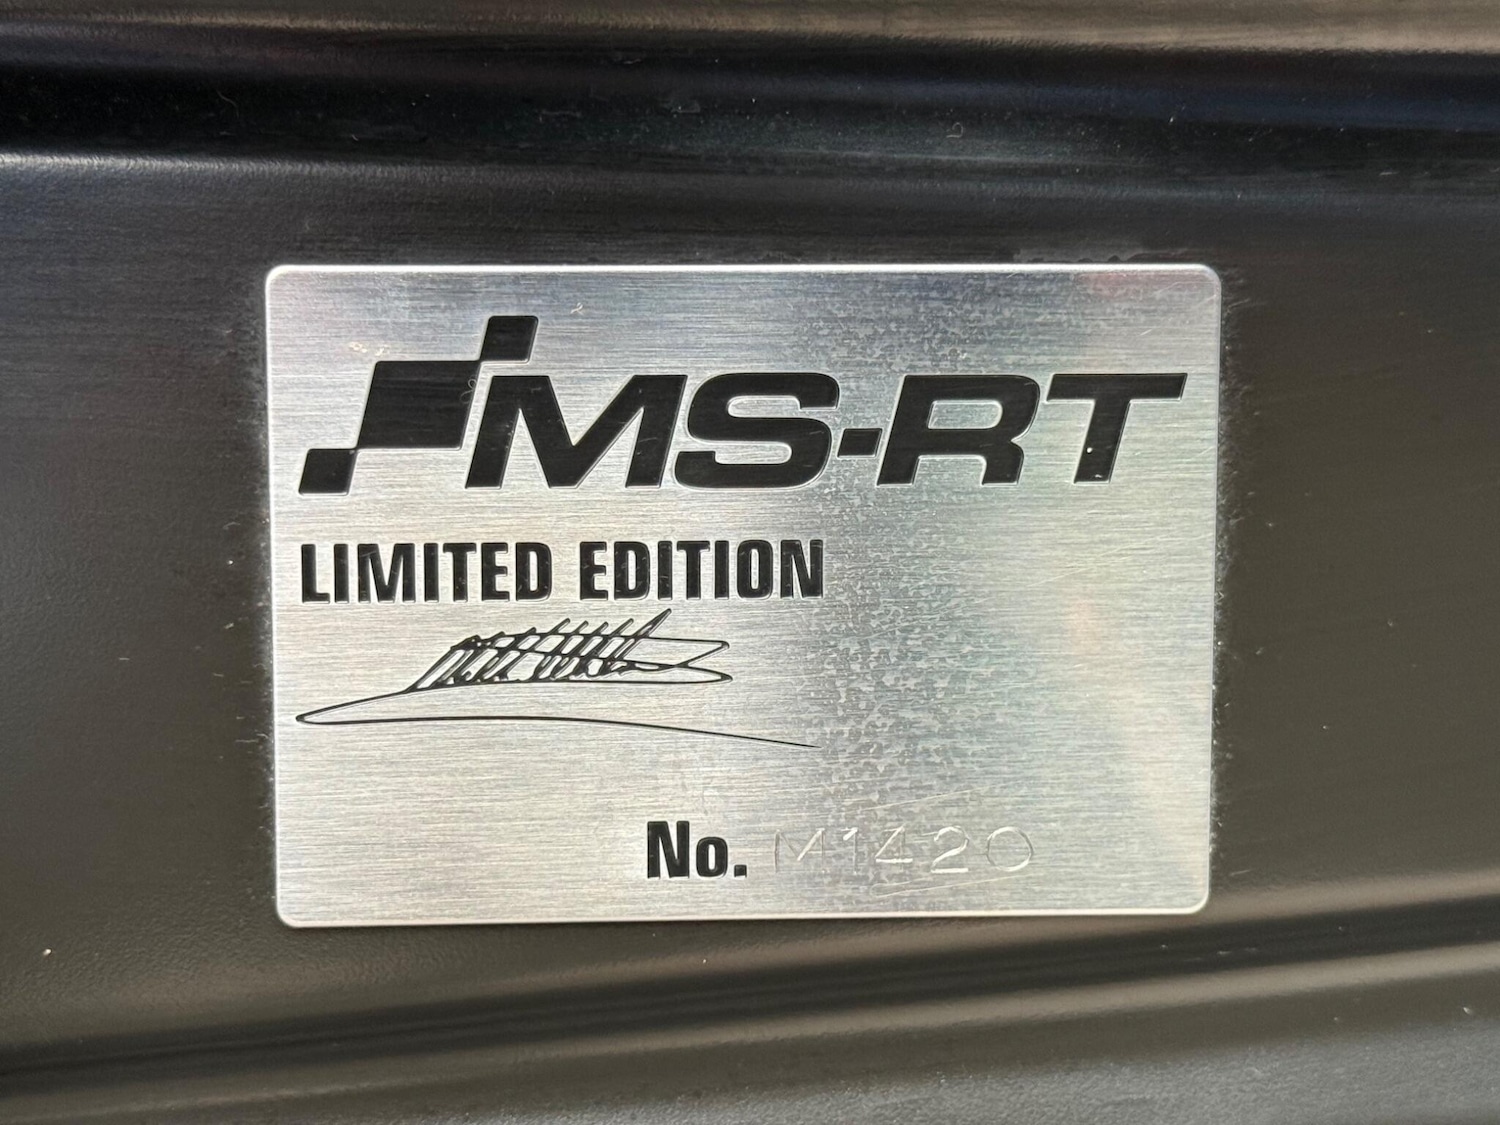 MS-RT
LIMITED EDITION
No. M1420